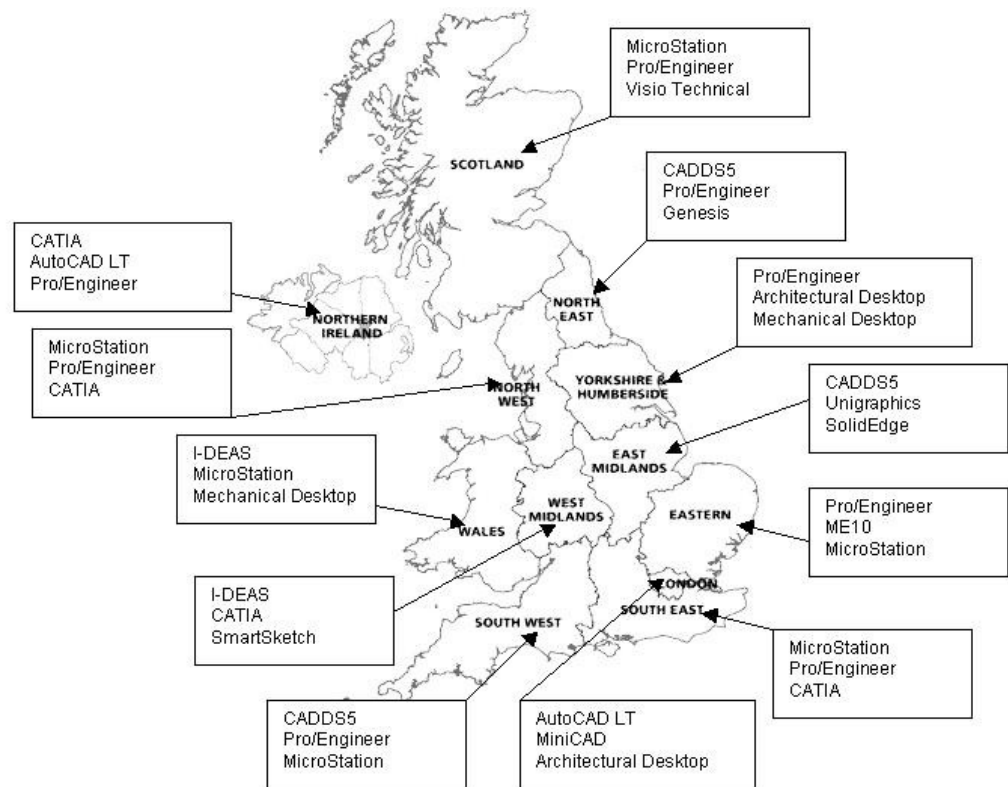 MicroStation
Pro/Engineer
Visio Technical
SCOTLAND
CADDS5
Pro/Engineer
Genesis
CATIA
AutoCAD LT
Pro/Engineer
NORTHERN
IRELAND
NORTH
EAST
Pro/Engineer
Architectural Desktop
Mechanical Desktop
MicroStation
Pro/Engineer
CATIA
NORTH
WEST
YORKSHIRE &
HUMBERSIDE
CADDS5
Unigraphics
SolidEdge
I-DEAS
MicroStation
Mechanical Desktop
EAST
MIDLANDS
WALES
WEST
MIDLANDS
EASTERN
Pro/Engineer
ME10
MicroStation
I-DEAS
CATIA
SmartSketch
LONDON
SOUTH EAST
SOUTH WEST
MicroStation
Pro/Engineer
CATIA
CADDS5
Pro/Engineer
MicroStation
AutoCAD LT
MiniCAD
Architectural Desktop